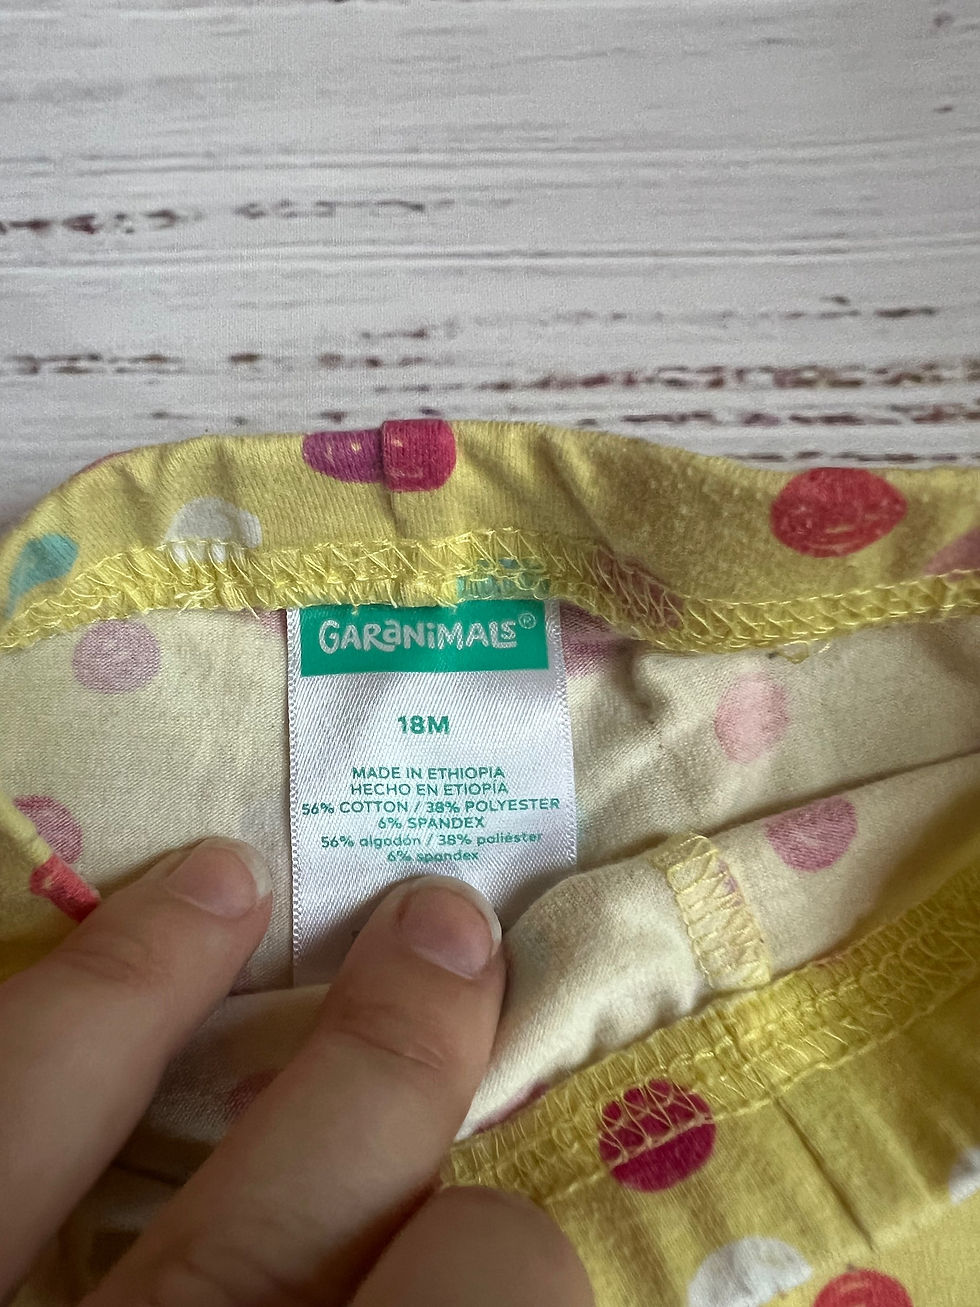 GARaNiMALS®
18M
MADE IN ETHIOPIA
HECHO EN ETIOPÍA
56% COTTON / 38% POLYESTER
6% SPANDEX
56% algodón / 38% poliéster
6% spandex